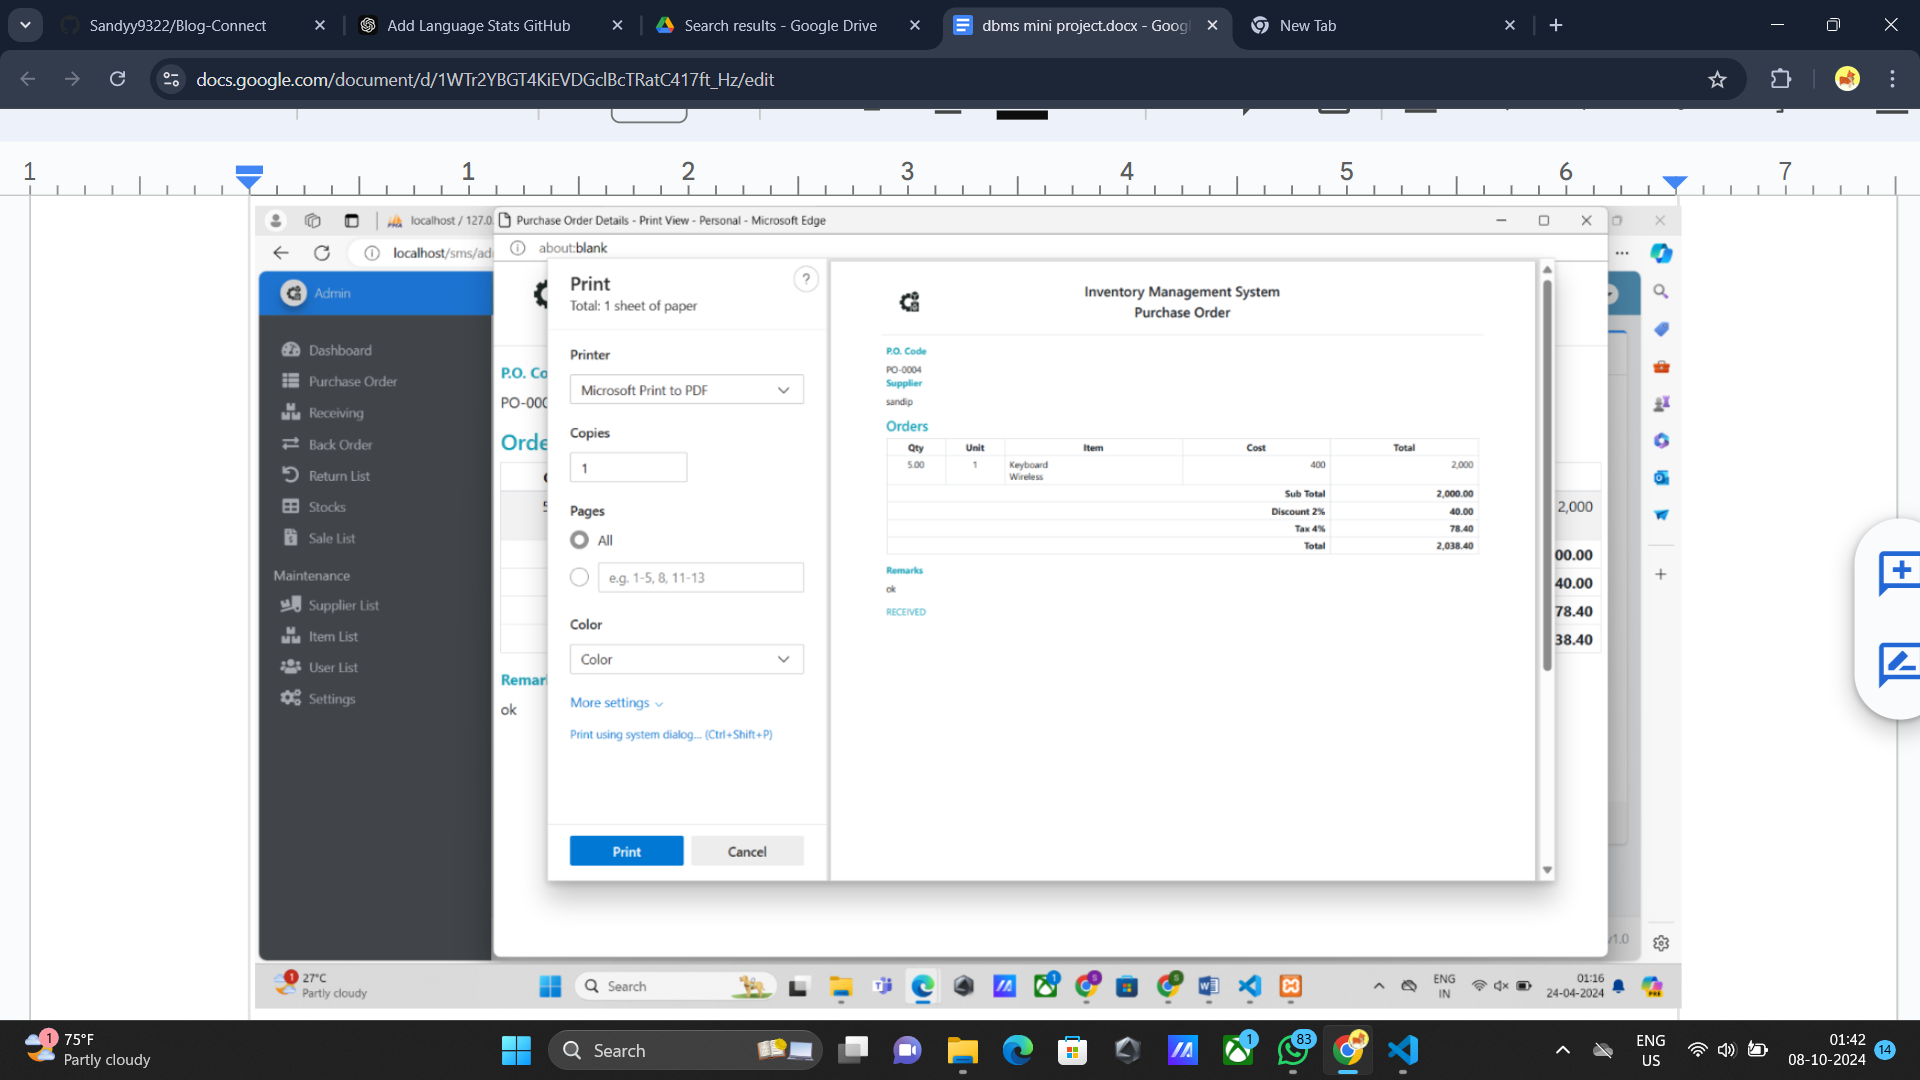 Sandyy9322/Blog-Connect
Add Language Stats GitHub
Search results - Google Drive
dbms mini project.docx - Goog
New Tab
docs.google.com/document/d/1WTr2YBGT4KiEVDGclBcTRatC417ft_Hz/edit
1 1 2 3 4 5 6 7
localhost / 127.0.
Purchase Order Details - Print View - Personal - Microsoft Edge
localhost/sms/ad
about:blank
Admin
Dashboard
Purchase Order
Receiving
Back Order
Return List
Stocks
Sale List
Maintenance
Supplier List
Item List
User List
Settings
P.O. Co
PO-000
Orde
Remar
ok
Print
Total: 1 sheet of paper
?
Printer
Microsoft Print to PDF
Copies
1
Pages
All
e.g. 1-5, 8, 11-13
Color
Color
More settings
Print using system dialog... (Ctrl+Shift+P)
Print
Cancel
Inventory Management System
Purchase Order
P.O. Code
PO-0004
Supplier
sandip
Orders
Qty Unit Item Cost Total
5.00 1 Keyboard 400 2,000
Wireless
Sub Total 2,000.00
Discount 2% 40.00
Tax 4% 78.40
Total 2,038.40
Remarks
ok
RECEIVED
2,000
00.00
40.00
78.40
38.40
v1.0
1
27°C
Partly cloudy
Search
1
S
S
ENG
IN
01:16
24-04-2024
PRE
1
75°F
Partly cloudy
Search
1
83
ENG
US
01:42
08-10-2024
14